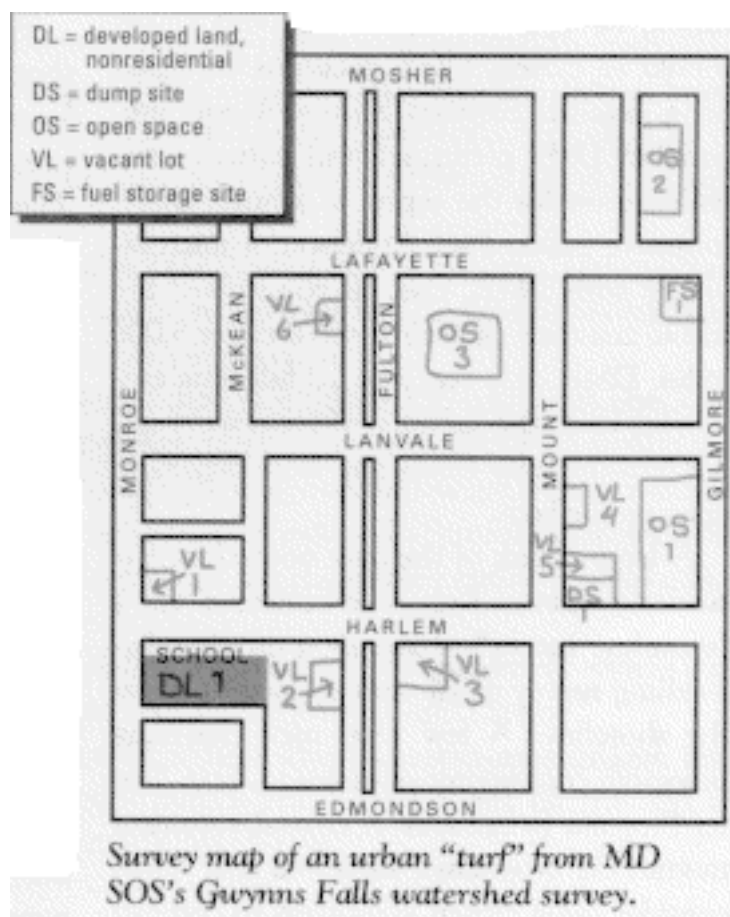 DL = developed land,
nonresidential
DS = dump site
OS = open space
VL = vacant lot
FS = fuel storage site
MOSHER
OS
2
LAFAYETTE
VL
6
McKEAN
FULTON
OS
3
FS
1
MONROE
LANVALE
MOUNT
GILMORE
VL
4
OS
1
VL
5
DS
1
VL
1
HARLEM
SCHOOL
DL 1
VL
2
VL
3
EDMONDSON
Survey map of an urban “turf” from MD
SOS's Gwynns Falls watershed survey.